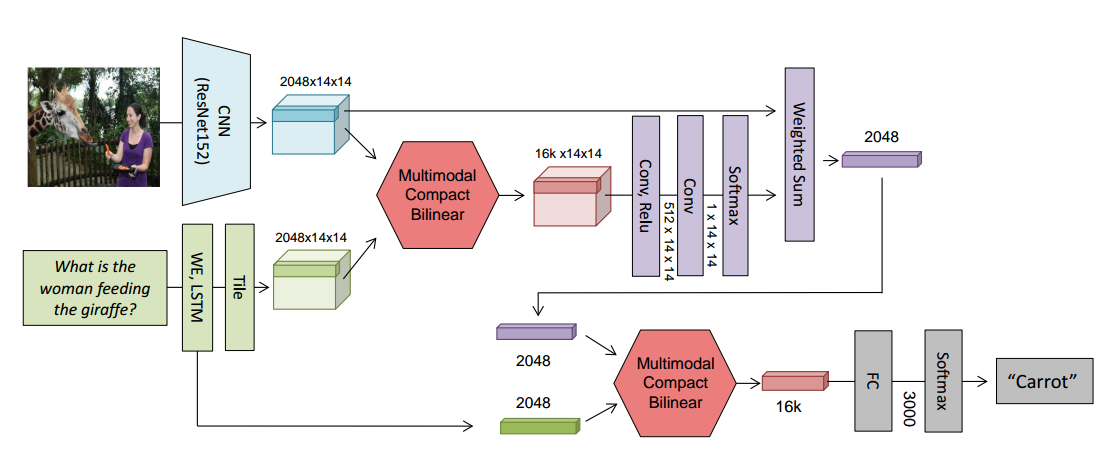 CNN
(ResNet152)
2048x14x14
Multimodal
Compact
Bilinear
16k x14x14
Conv, Relu
512 x 14 x 14
Conv
1 x 14 x 14
Softmax
Weighted Sum
2048
What is the
woman feeding
the giraffe?
WE, LSTM
Tile
2048x14x14
2048
2048
Multimodal
Compact
Bilinear
16k
FC
3000
Softmax
“Carrot”